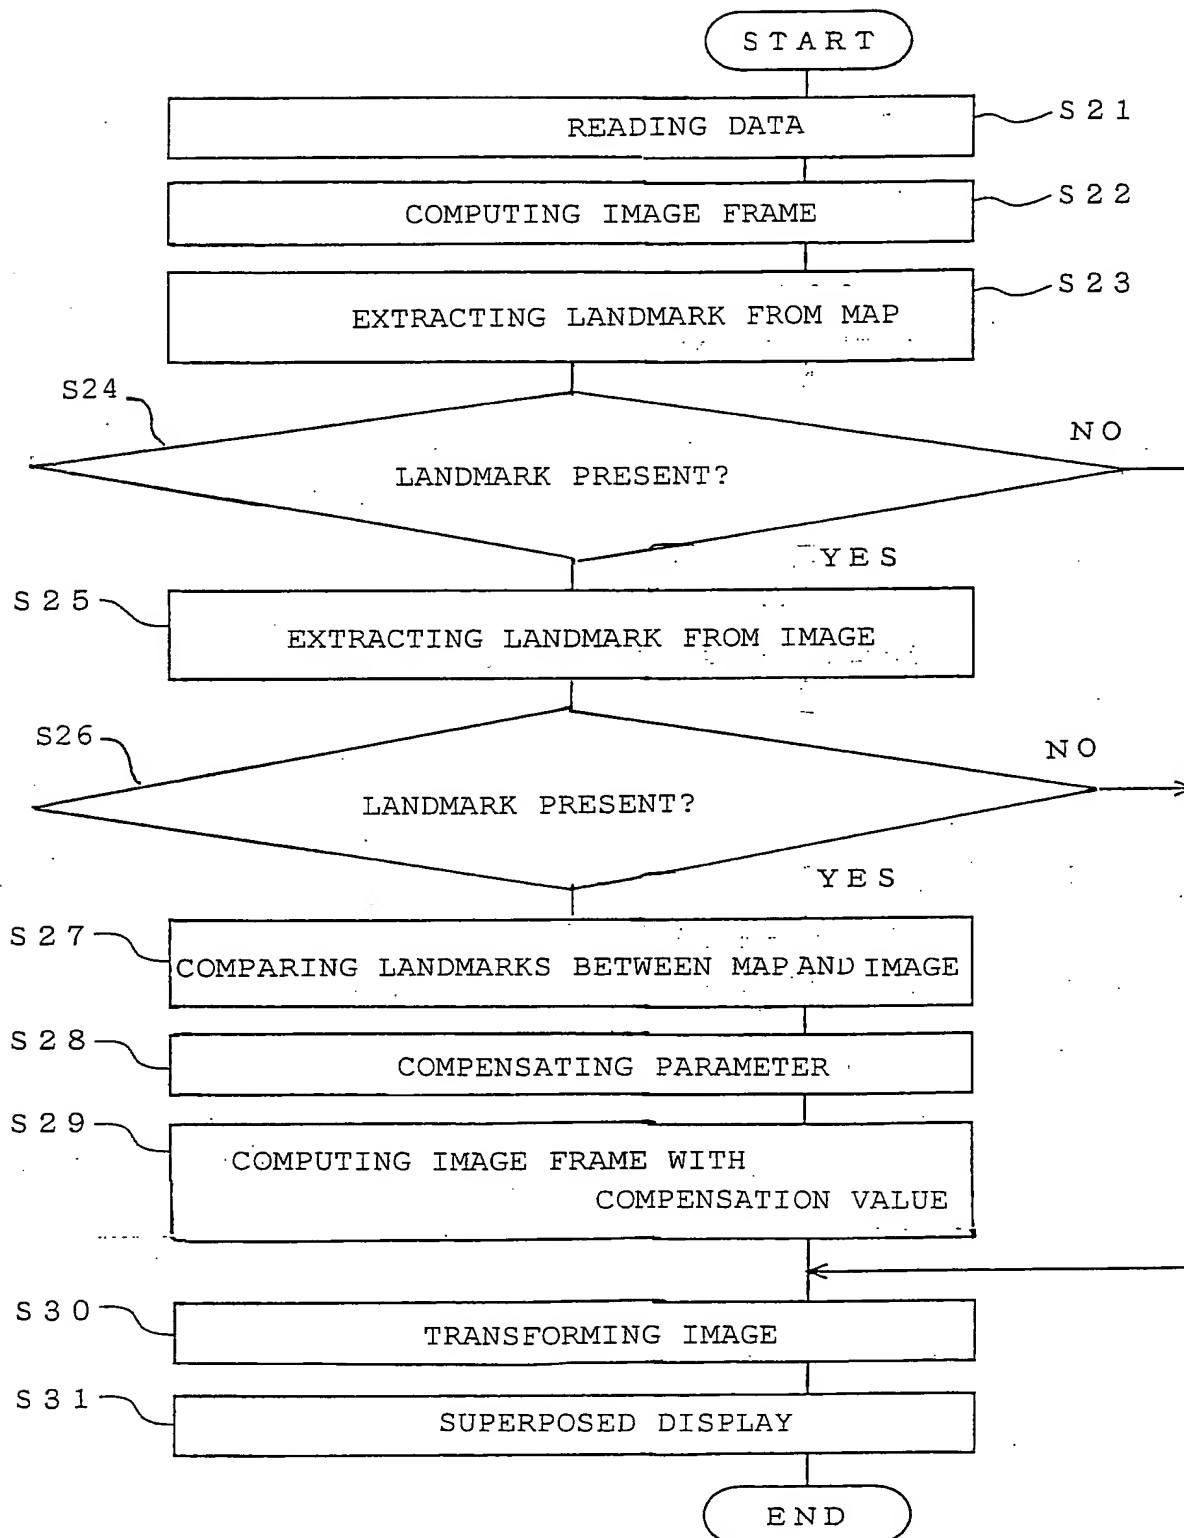 START
READING DATA
S21
COMPUTING IMAGE FRAME
S22
EXTRACTING LANDMARK FROM MAP
S23
S24
LANDMARK PRESENT?
NO
YES
S25
EXTRACTING LANDMARK FROM IMAGE
S26
LANDMARK PRESENT?
NO
YES
S27
COMPARING LANDMARKS BETWEEN MAP AND IMAGE
S28
COMPENSATING PARAMETER
S29
COMPUTING IMAGE FRAME WITH
COMPENSATION VALUE
S30
TRANSFORMING IMAGE
S31
SUPERPOSED DISPLAY
END